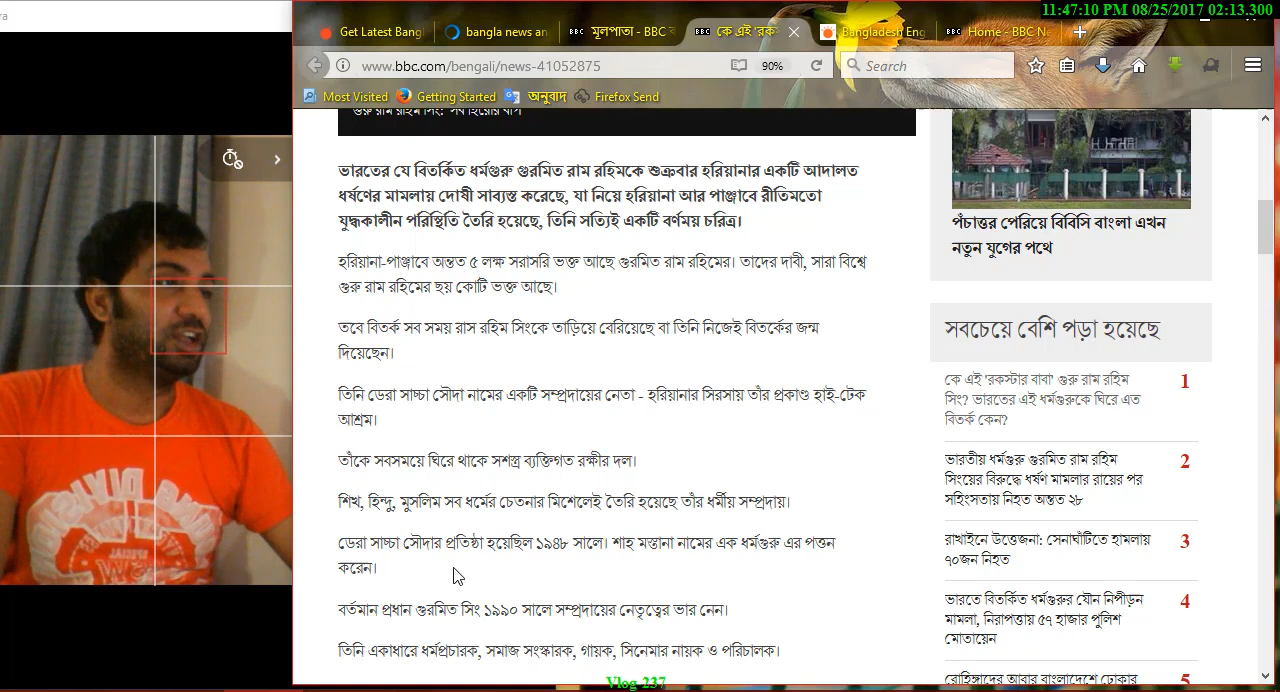 11:47:10 PM 08/25/2017 02:13.300
Get Latest Bang
bangla news an
BBC মূলপাতা - BBC
BBC কে এই 'রক
Bangladesh Eng
BBC Home - BBC N
www.bbc.com/bengali/news-41052875
90%
Search
Most Visited
Getting Started
অনুবাদ
Firefox Send
গুরু রাম রহিম সিং: 'সব হিরোর বাপ'
ভারতের যে বিতর্কিত ধর্মগুরু গুরমিত রাম রহিমকে শুক্রবার হরিয়ানার একটি আদালত
ধর্ষণের মামলায় দোষী সাব্যস্ত করেছে, যা নিয়ে হরিয়ানা আর পাঞ্জাবে রীতিমতো
যুদ্ধকালীন পরিস্থিতি তৈরি হয়েছে, তিনি সত্যিই একটি বর্ণময় চরিত্র।
হরিয়ানা-পাঞ্জাবে অন্তত ৫ লক্ষ সরাসরি ভক্ত আছে গুরমিত রাম রহিমের। তাদের দাবী, সারা বিশ্বে
গুরু রাম রহিমের ছয় কোটি ভক্ত আছে।
তবে বিতর্ক সব সময় রাস রহিম সিংকে তাড়িয়ে বেরিয়েছে বা তিনি নিজেই বিতর্কের জন্ম
দিয়েছেন।
তিনি ডেরা সাচ্চা সৌদা নামের একটি সম্প্রদায়ের নেতা - হরিয়ানার সিরসায় তাঁর প্রকাণ্ড হাই-টেক
আশ্রম।
তাঁকে সবসময়ে ঘিরে থাকে সশস্ত্র ব্যক্তিগত রক্ষীর দল।
শিখ, হিন্দু, মুসলিম সব ধর্মের চেতনার মিশেলেই তৈরি হয়েছে তাঁর ধর্মীয় সম্প্রদায়।
ডেরা সাচ্চা সৌদার প্রতিষ্ঠা হয়েছিল ১৯৪৮ সালে। শাহ মস্তানা নামের এক ধর্মগুরু এর পত্তন
করেন।
বর্তমান প্রধান গুরমিত সিং ১৯৯০ সালে সম্প্রদায়ের নেতৃত্বের ভার নেন।
তিনি একাধারে ধর্মপ্রচারক, সমাজ সংস্কারক, গায়ক, সিনেমার নায়ক ও পরিচালক।
পঁচাত্তর পেরিয়ে বিবিসি বাংলা এখন
নতুন যুগের পথে
সবচেয়ে বেশি পড়া হয়েছে
কে এই 'রকস্টার বাবা' গুরু রাম রহিম 1
সিং? ভারতের এই ধর্মগুরুকে ঘিরে এত
বিতর্ক কেন?
ভারতীয় ধর্মগুরু গুরমিত রাম রহিম 2
সিংয়ের বিরুদ্ধে ধর্ষণ মামলার রায়ের পর
সহিংসতায় নিহত অন্তত ২৮
রাখাইনে উত্তেজনা: সেনাঘাঁটিতে হামলায় 3
৭০জন নিহত
ভারতে বিতর্কিত ধর্মগুরুর যৌন নিপীড়ন 4
মামলা, নিরাপত্তায় ৫৭ হাজার পুলিশ
মোতায়েন
রোহিঙ্গাদের আবার বাংলাদেশে ঢোকার 5
Vlog-237